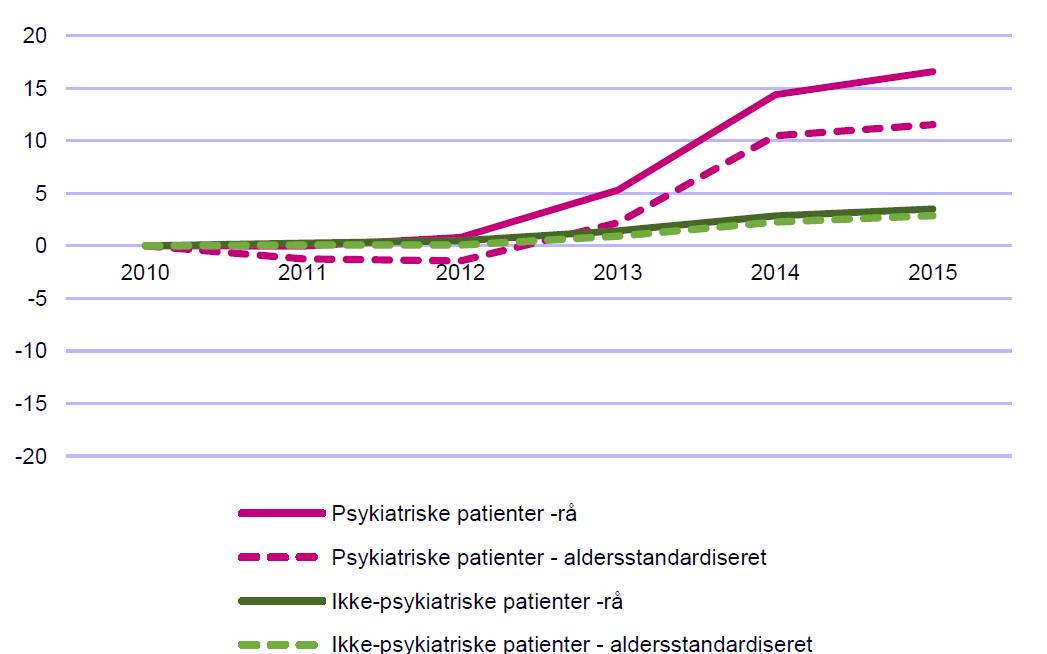 20
15
10
5
0
2010 2011 2012 2013 2014 2015
-5
-10
-15
-20
Psykiatriske patienter -rå
Psykiatriske patienter - aldersstandardiseret
Ikke-psykiatriske patienter -rå
Ikke-psykiatriske patienter - aldersstandardiseret